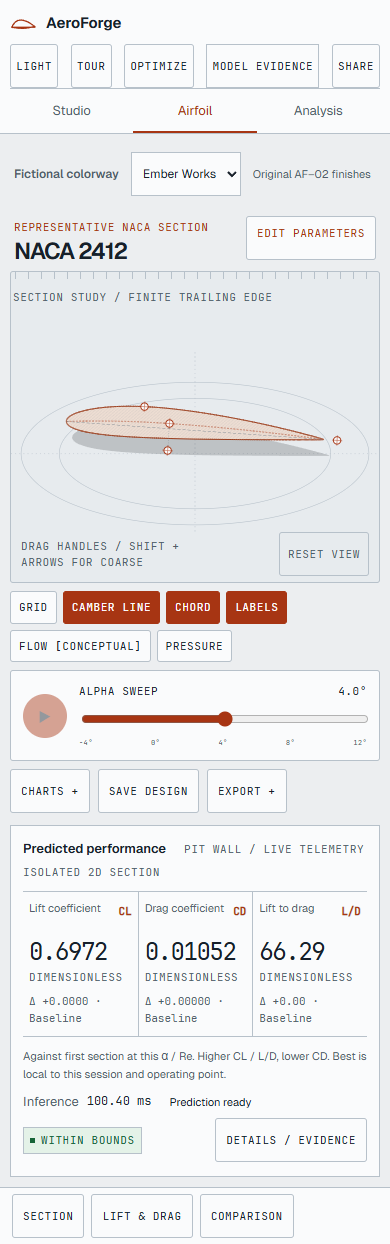 AeroForge
LIGHT TOUR OPTIMIZE MODEL EVIDENCE SHARE
Studio Airfoil Analysis
Fictional colorway Ember Works Original AF–02 finishes
REPRESENTATIVE NACA SECTION
EDIT PARAMETERS
NACA 2412
SECTION STUDY / FINITE TRAILING EDGE
DRAG HANDLES / SHIFT +
ARROWS FOR COARSE
RESET VIEW
GRID CAMBER LINE CHORD LABELS
FLOW [CONCEPTUAL] PRESSURE
ALPHA SWEEP 4.0°
-4° 0° 4° 8° 12°
CHARTS + SAVE DESIGN EXPORT +
Predicted performance PIT WALL / LIVE TELEMETRY
ISOLATED 2D SECTION
Lift coefficient CL Drag coefficient CD Lift to drag L/D
0.6972 0.01052 66.29
DIMENSIONLESS DIMENSIONLESS DIMENSIONLESS
Δ +0.0000 · Δ +0.00000 · Δ +0.00 ·
Baseline Baseline Baseline
Against first section at this α / Re. Higher CL / L/D, lower CD. Best is
local to this session and operating point.
Inference 100.40 ms Prediction ready
WITHIN BOUNDS DETAILS / EVIDENCE
SECTION LIFT & DRAG COMPARISON